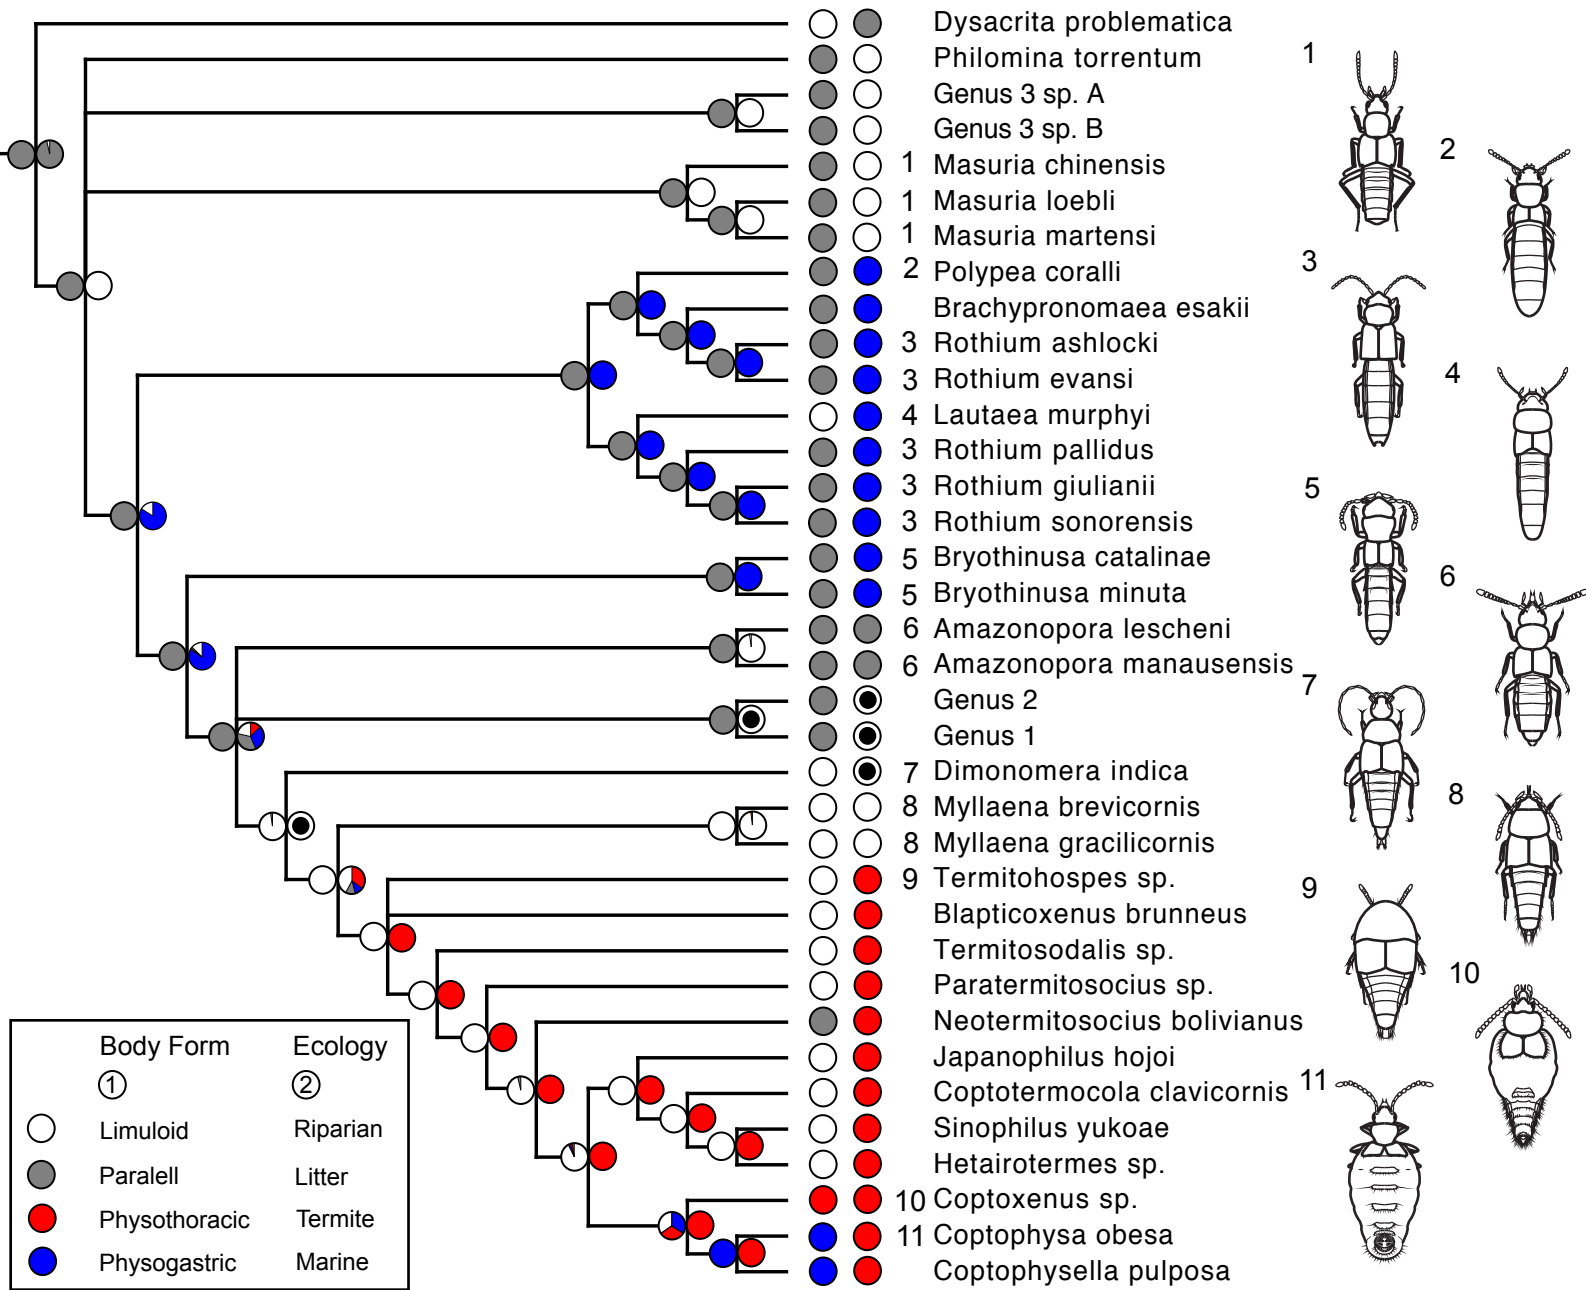 Dysacrita problematica
Philomina torrentum
Genus 3 sp. A
Genus 3 sp. B
1 Masuria chinensis
1 Masuria loebli
1 Masuria martensi
2 Polypea coralli
Brachypronomaea esakii
3 Rothium ashlocki
3 Rothium evansi
4 Lautaea murphyi
3 Rothium pallidus
3 Rothium giulianii
3 Rothium sonorensis
5 Bryothinusa catalinae
5 Bryothinusa minuta
6 Amazonopora lescheni
6 Amazonopora manausensis
Genus 2
Genus 1
7 Dimonomera indica
8 Myllaena brevicornis
8 Myllaena gracilicornis
9 Termitohospes sp.
Blapticoxenus brunneus
Termitosodalis sp.
Paratermitosocius sp.
Neotermitosocius bolivianus
Japanophilus hojoi
Coptotermocola clavicornis
Sinophilus yukoae
Hetairotermes sp.
10 Coptoxenus sp.
11 Coptophysa obesa
Coptophysella pulposa
1
2
3
4
5
6
7
8
9
10
11
Body Form Ecology
1 2
Limuloid Riparian
Paralell Litter
Physothoracic Termite
Physogastric Marine